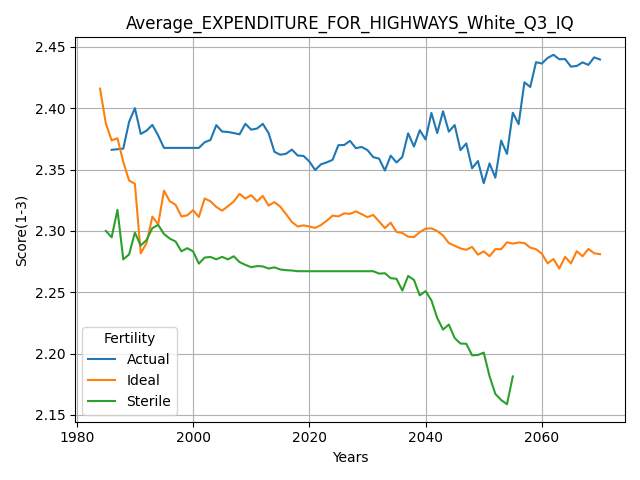 Average_EXPENDITURE_FOR_HIGHWAYS_White_Q3_IQ
2.45
2.40
2.35
2.30
2.25
2.20
2.15
Score(1-3)
Fertility
Actual
Ideal
Sterile
1980
2000
2020
2040
2060
Years